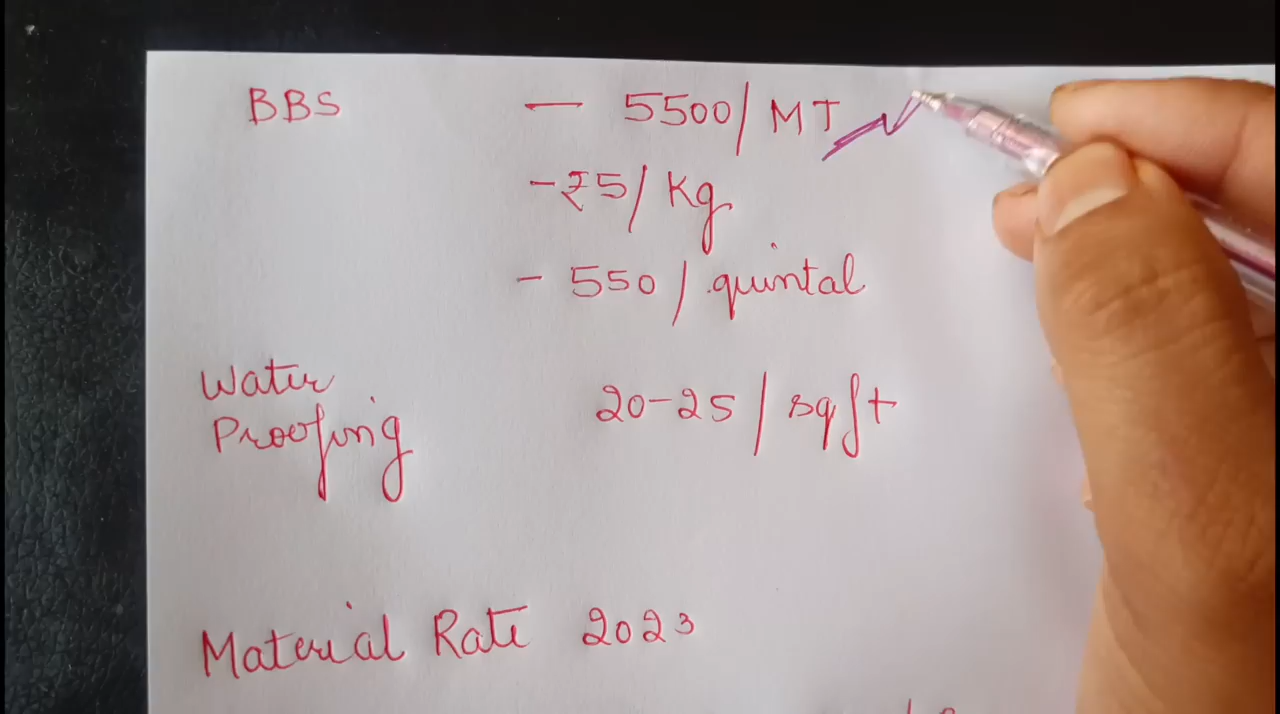 BBS — 5500/MT
- ₹5/Kg
- 550/quintal
Water
Proofing 20-25/sqft
Material Rate 2023